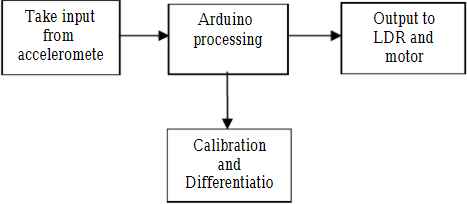 Take input
from
acceleromete
Arduino
processing
Output to
LDR and
motor
Calibration
and
Differentiatio